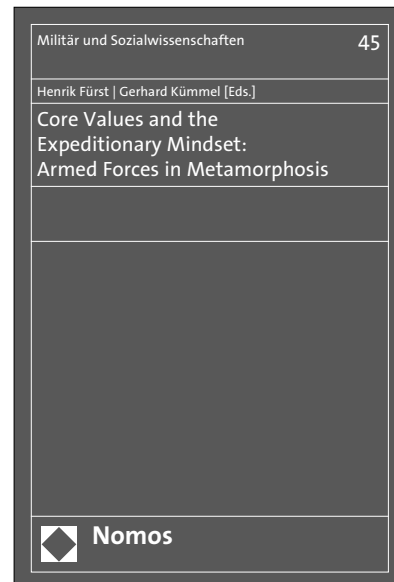 Militär und Sozialwissenschaften 45
Henrik Fürst | Gerhard Kümmel [Eds.]
Core Values and the
Expeditionary Mindset:
Armed Forces in Metamorphosis
Nomos